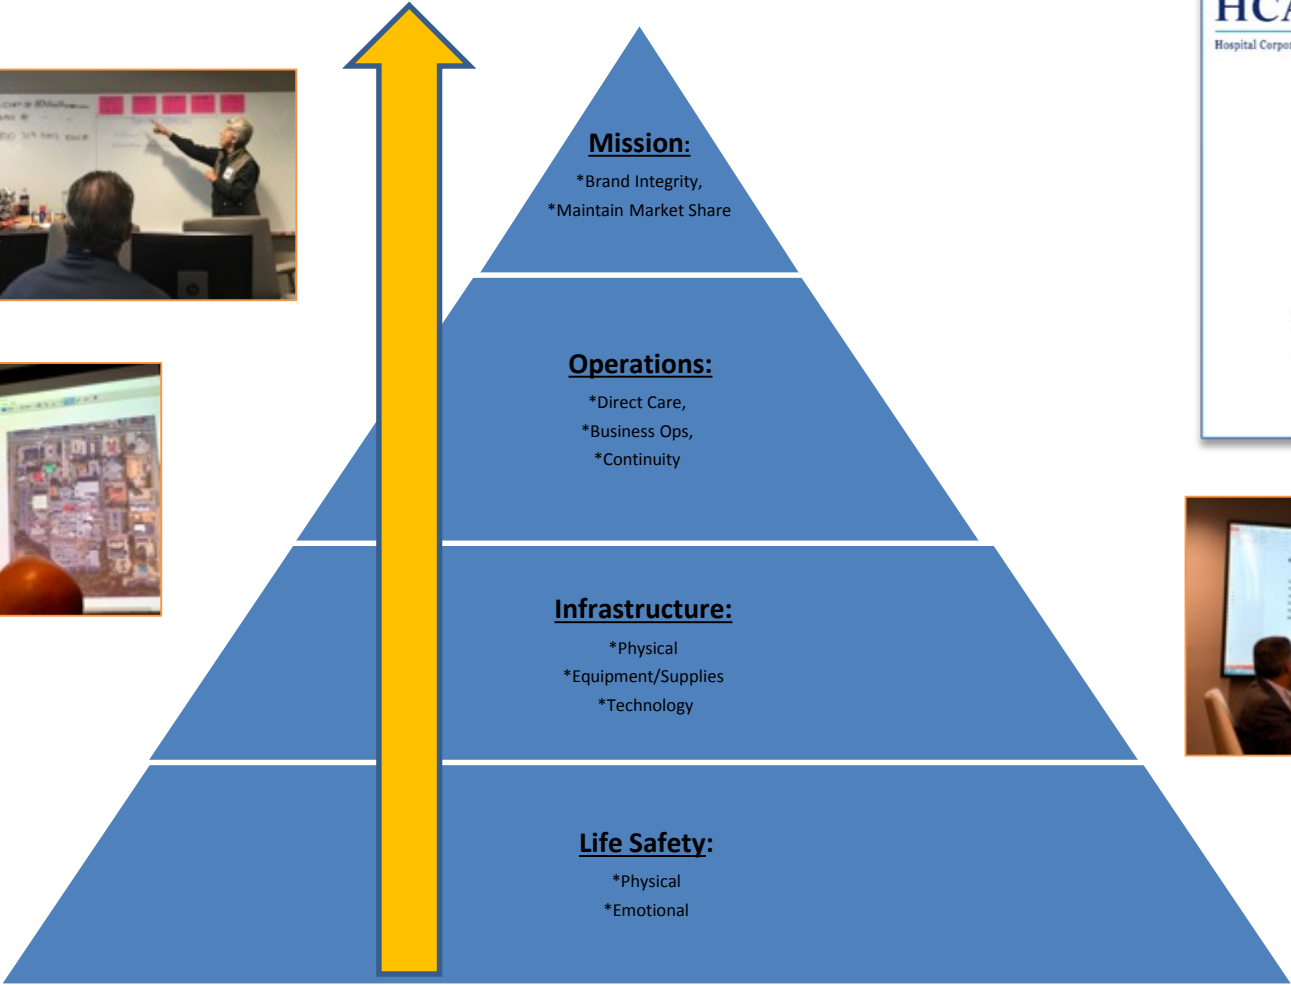 HCA
Hospital Corpor
Mission:
*Brand Integrity,
*Maintain Market Share
Operations:
*Direct Care,
*Business Ops,
*Continuity
Infrastructure:
*Physical
*Equipment/Supplies
*Technology
Life Safety:
*Physical
*Emotional